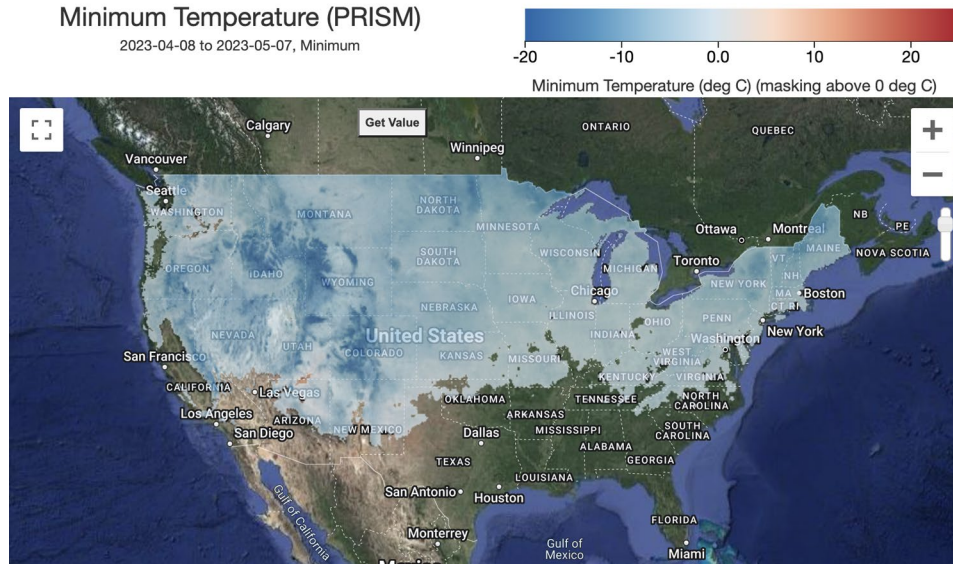 Minimum Temperature (PRISM)
2023-04-08 to 2023-05-07, Minimum
-20 -10 0.0 10 20
Minimum Temperature (deg C) (masking above 0 deg C)
Get Value
Calgary
ONTARIO
QUEBEC
Winnipeg
Vancouver
Seattle
WASHINGTON
MONTANA
NORTH
DAKOTA
MINNESOTA
Ottawa
Montreal
NB
PE
MAINE
NOVA SCOTIA
OREGON
IDAHO
SOUTH
DAKOTA
WISCONSIN
MICHIGAN
Toronto
VT
NH
WYOMING
Chicago
NEW YORK
MA
Boston
CT RI
NEBRASKA
IOWA
ILLINOIS
INDIANA
OHIO
PENN
New York
NEVADA
UTAH
United States
Washington
San Francisco
COLORADO
KANSAS
MISSOURI
WEST
VIRGINIA
KENTUCKY
VIRGINIA
CALIFORNIA
Las Vegas
OKLAHOMA
TENNESSEE
NORTH
CAROLINA
Los Angeles
ARIZONA
NEW MEXICO
ARKANSAS
San Diego
Dallas
MISSISSIPPI
SOUTH
CAROLINA
ALABAMA
TEXAS
GEORGIA
LOUISIANA
San Antonio
Houston
Gulf of California
FLORIDA
Monterrey
Gulf of
Mexico
Miami
Mexico